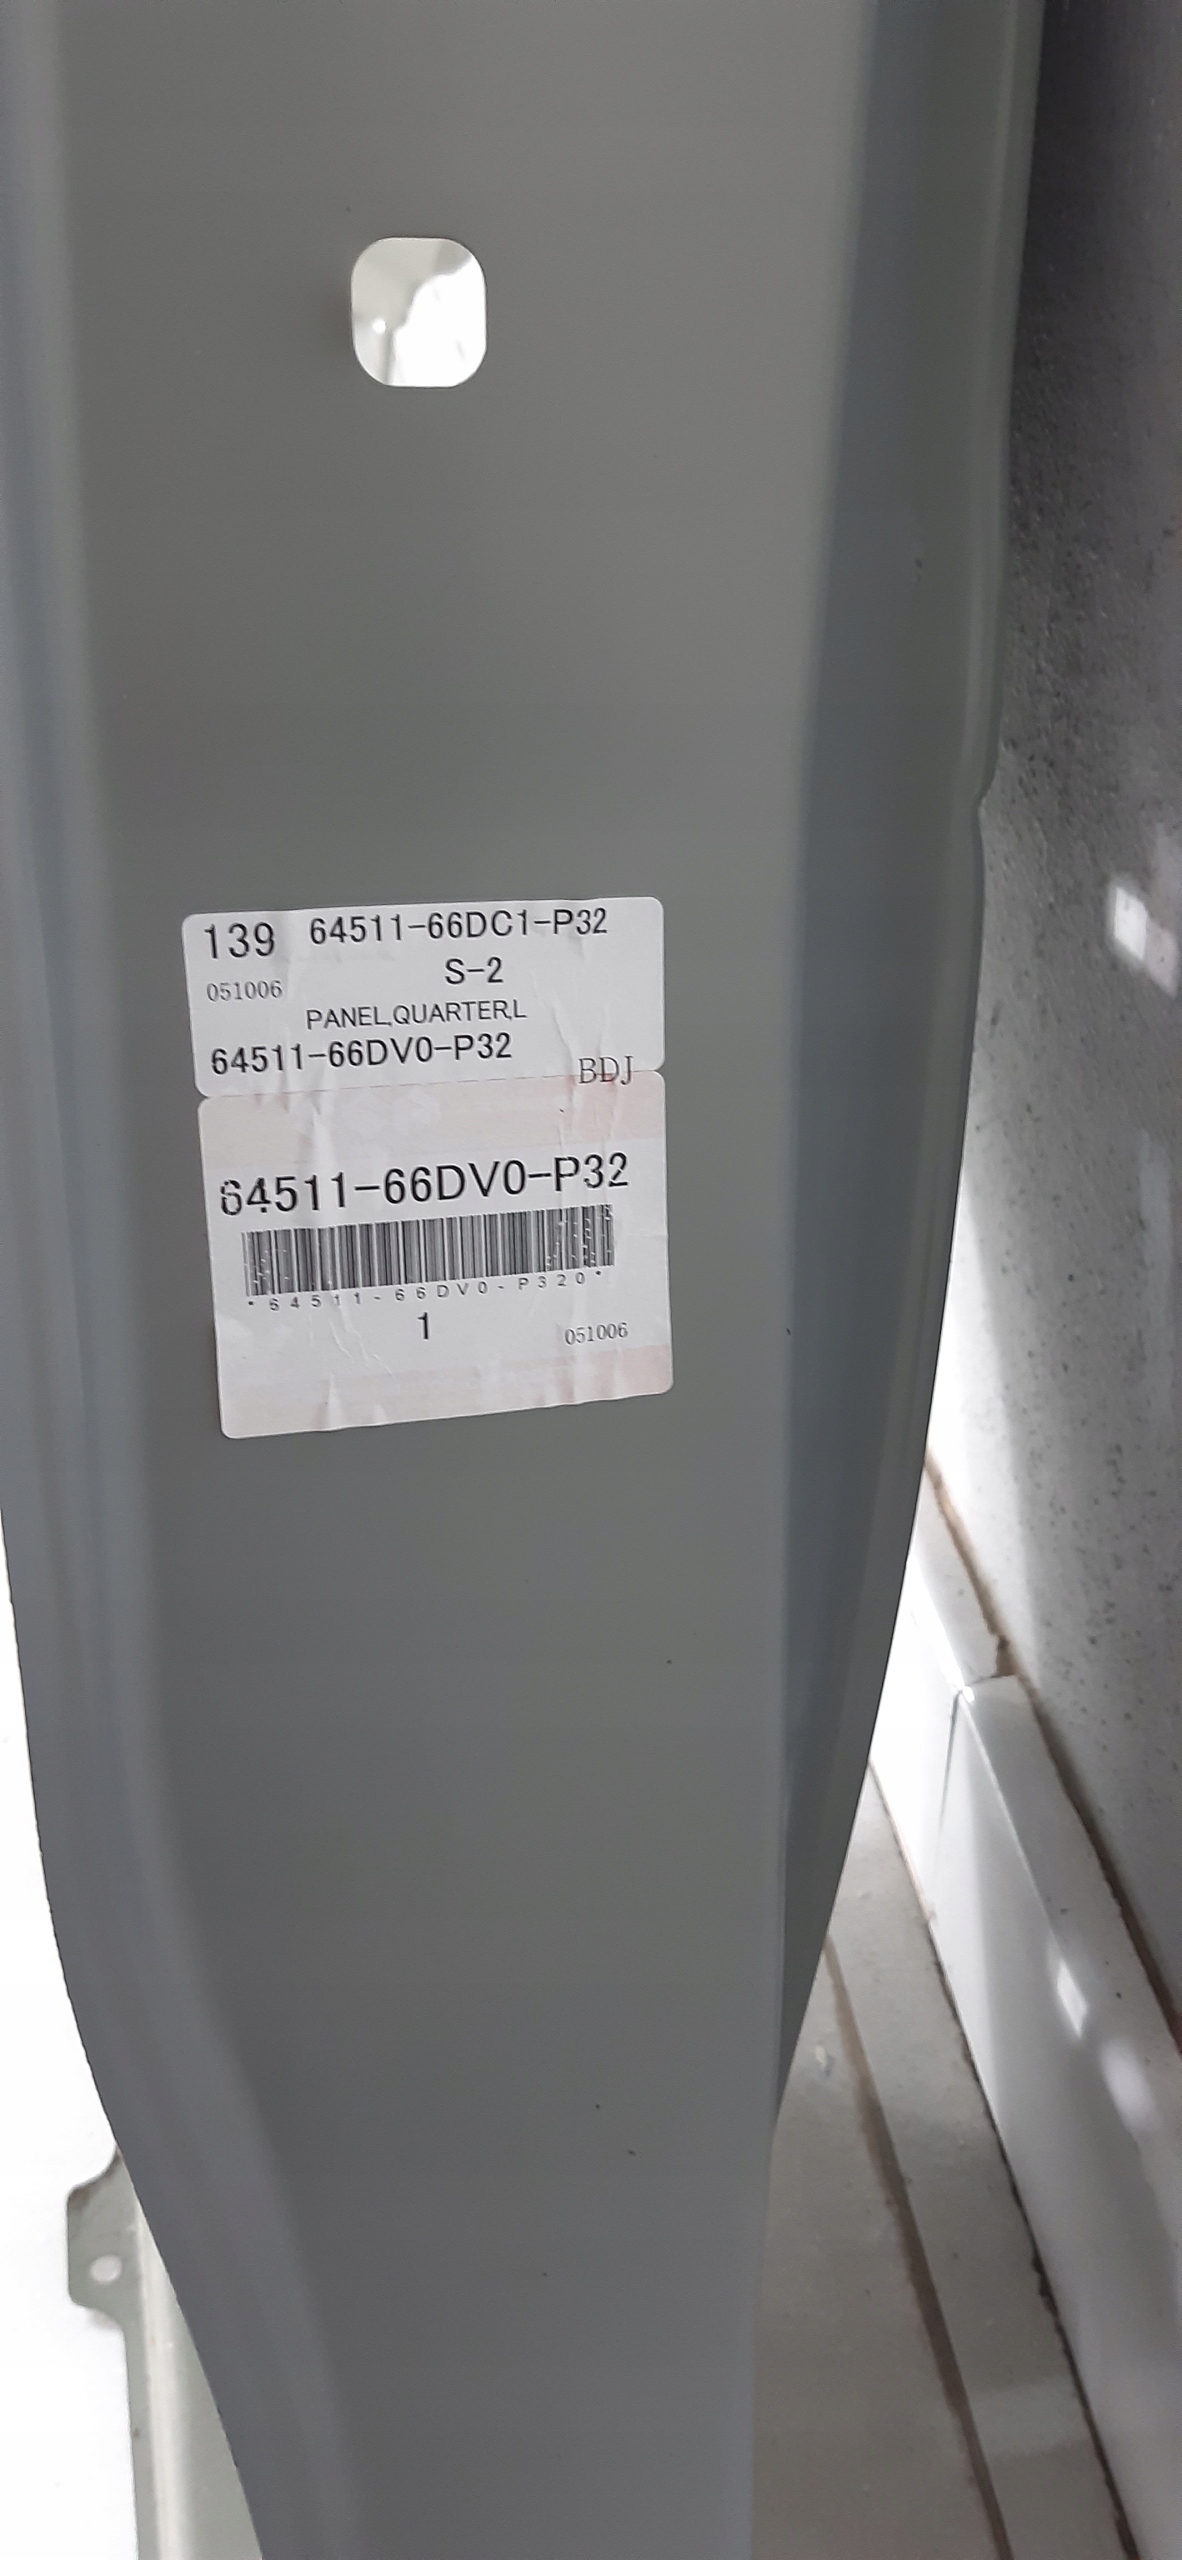 139 64511-66DC1-P32
051006 S-2
PANEL,QUARTER,L
64511-66DV0-P32
BDJ
64511-66DV0-P32
*64511-66DV0-P320*
1 051006